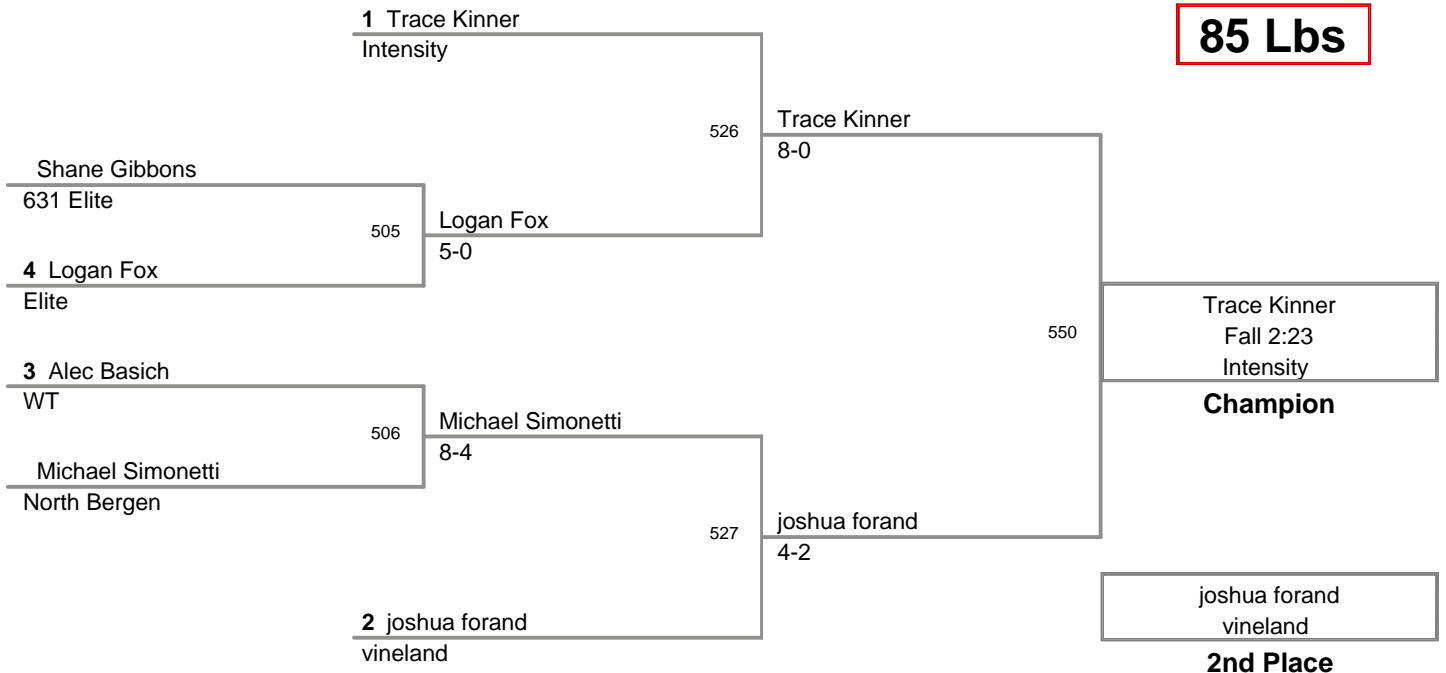 1 Trace Kinner
Intensity
85 Lbs
526
Trace Kinner
8-0
Shane Gibbons
631 Elite
505
Logan Fox
5-0
4 Logan Fox
Elite
550
Trace Kinner
Fall 2:23
Intensity
Champion
3 Alec Basich
WT
506
Michael Simonetti
8-4
Michael Simonetti
North Bergen
527
joshua forand
4-2
2 joshua forand
vineland
joshua forand
vineland
2nd Place